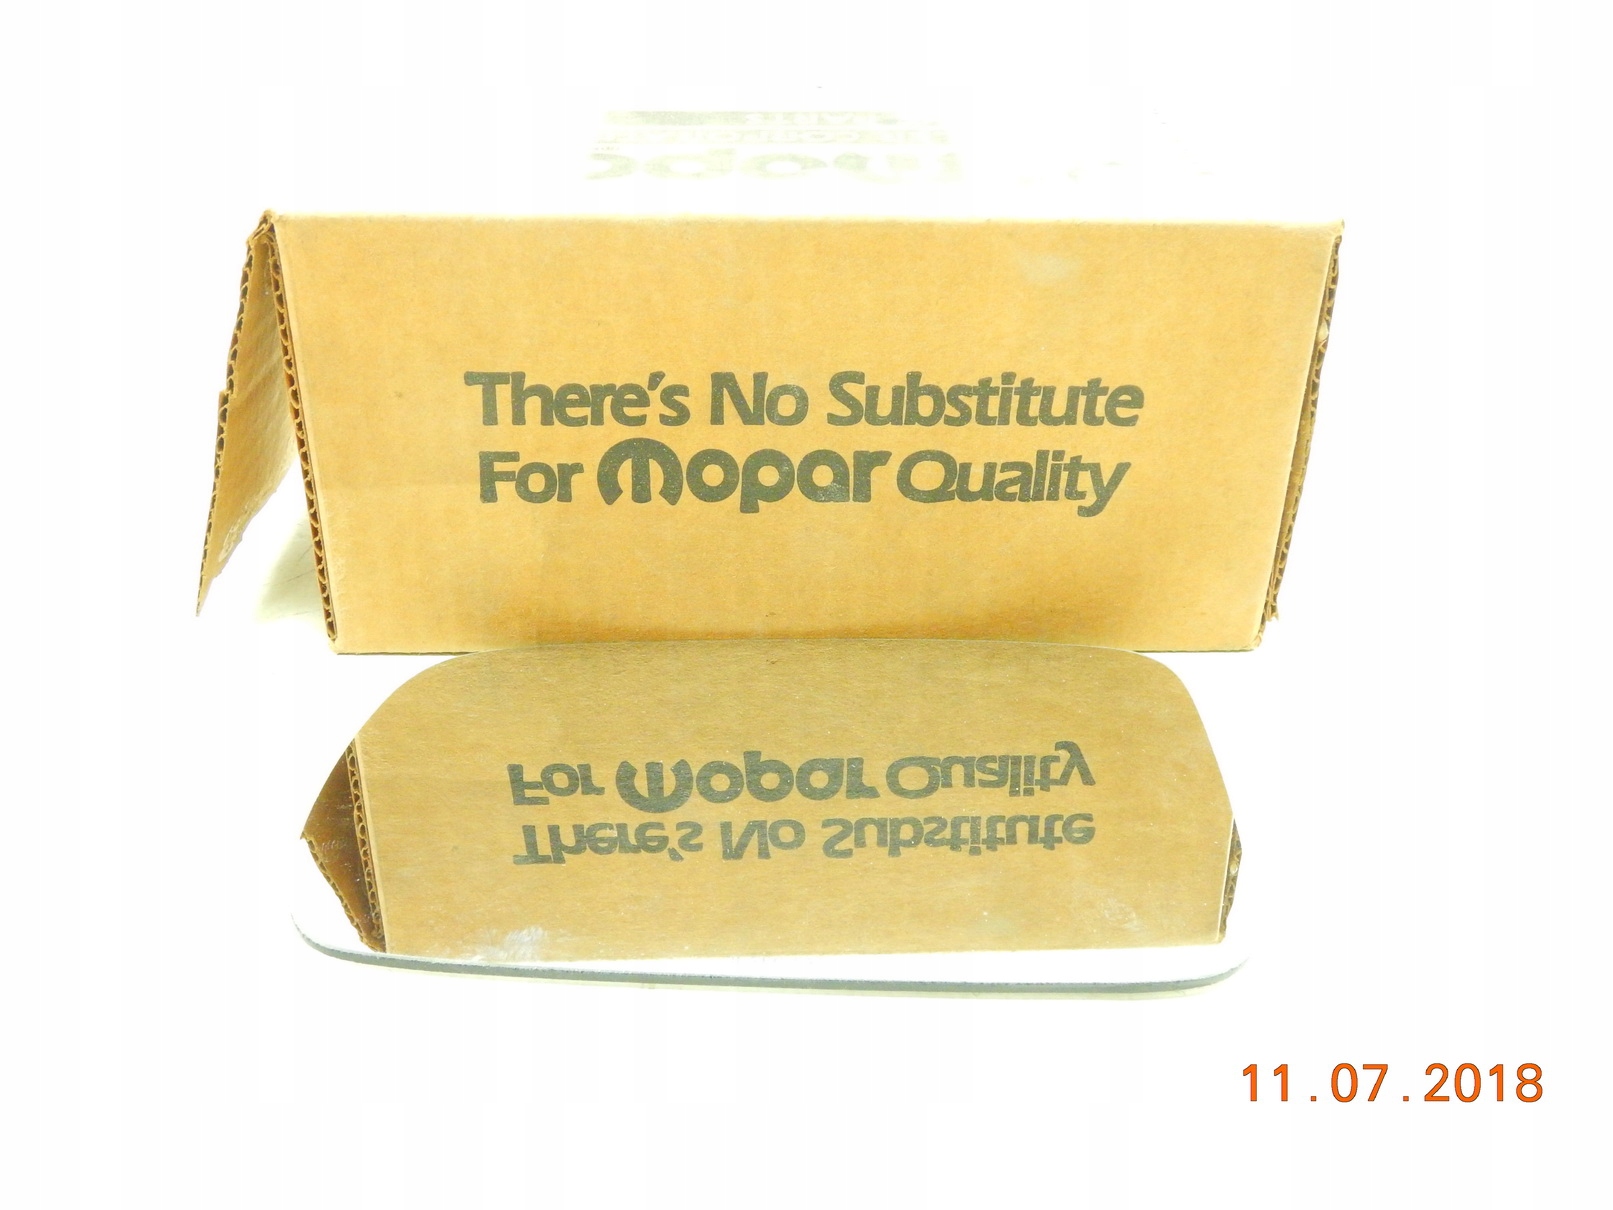 There's No Substitute
For Mopar Quality
For Mopar Quality
There's No Substitute
11.07.2018